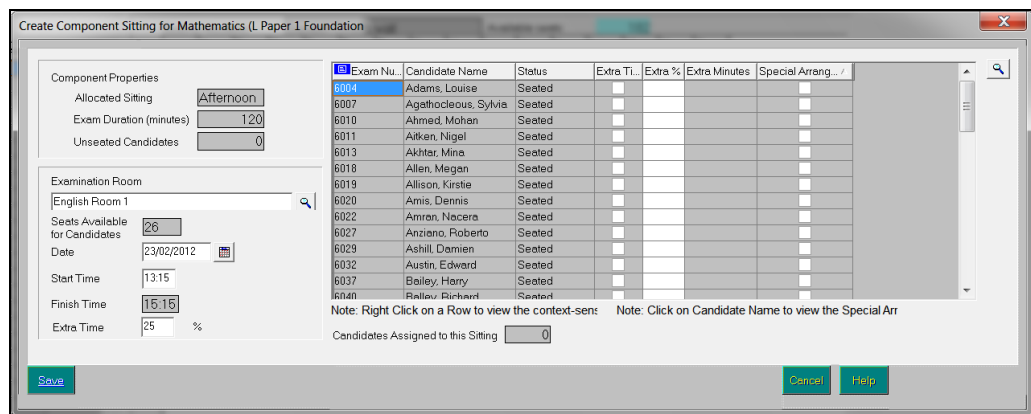 Create Component Sitting for Mathematics (L Paper 1 Foundation
Component Properties
Allocated Sitting Afternoon
Exam Duration (minutes) 120
Unseated Candidates 0
Examination Room
English Room 1
Seats Available
for Candidates 26
Date 23/02/2012
Start Time 13:15
Finish Time 15:15
Extra Time 25 %
Exam Nu... Candidate Name Status Extra Ti... Extra % Extra Minutes Special Arrang...
6004 Adams, Louise Seated
6007 Agathocleous, Sylvia Seated
6010 Ahmed, Mohan Seated
6011 Aitken, Nigel Seated
6013 Akhtar, Mina Seated
6018 Allen, Megan Seated
6019 Allison, Kirstie Seated
6020 Amis, Dennis Seated
6022 Amran, Nacera Seated
6027 Anziano, Roberto Seated
6029 Ashill, Damien Seated
6032 Austin, Edward Seated
6037 Bailey, Harry Seated
6040 Balley, Richard Seated
Note: Right Click on a Row to view the context-sens Note: Click on Candidate Name to view the Special Arr
Candidates Assigned to this Sitting 0
Save Cancel Help